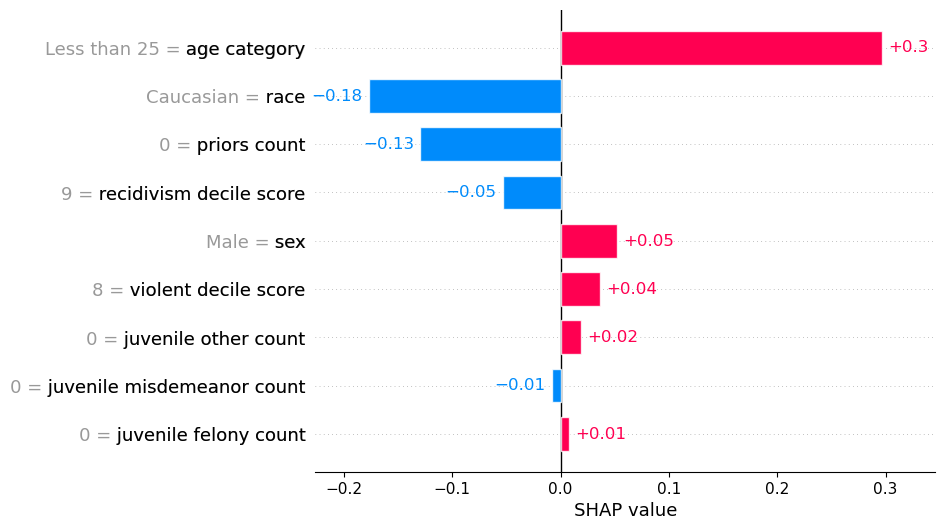 Less than 25 = age category +0.3
Caucasian = race −0.18
0 = priors count −0.13
9 = recidivism decile score −0.05
Male = sex +0.05
8 = violent decile score +0.04
0 = juvenile other count +0.02
0 = juvenile misdemeanor count −0.01
0 = juvenile felony count +0.01
−0.2 −0.1 0.0 0.1 0.2 0.3
SHAP value